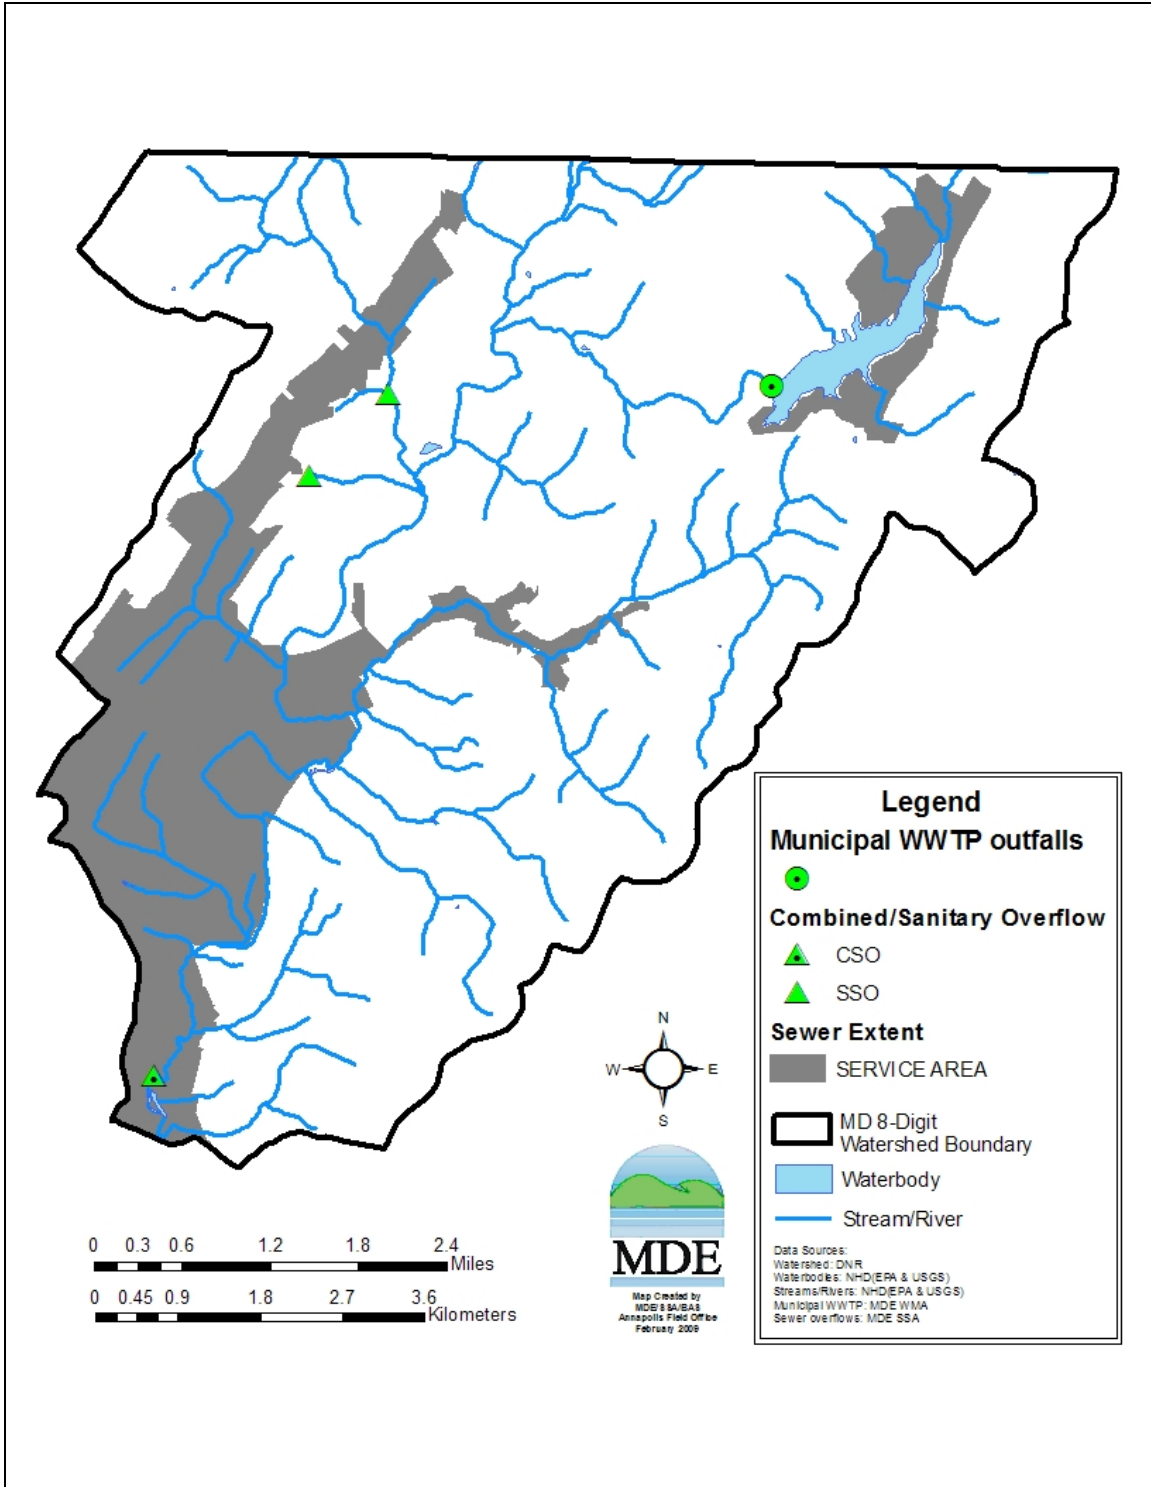 Legend
Municipal WWTP outfalls
Combined/Sanitary Overflow
CSO
SSO
Sewer Extent
SERVICE AREA
MD 8-Digit
Watershed Boundary
Waterbody
Stream/River
Data Sources:
Watershed: DNR
Waterbodies: NHD(EPA & USGS)
Streams/Rivers: NHD(EPA & USGS)
Municipal WWTP: MDE WMA
Sewer overflows: MDE SSA
N
W E
S
MDE
Map Created by
MDE/SSA/BAS
Annapolis Field Office
February 2009
0 0.3 0.6 1.2 1.8 2.4
Miles
0 0.45 0.9 1.8 2.7 3.6
Kilometers